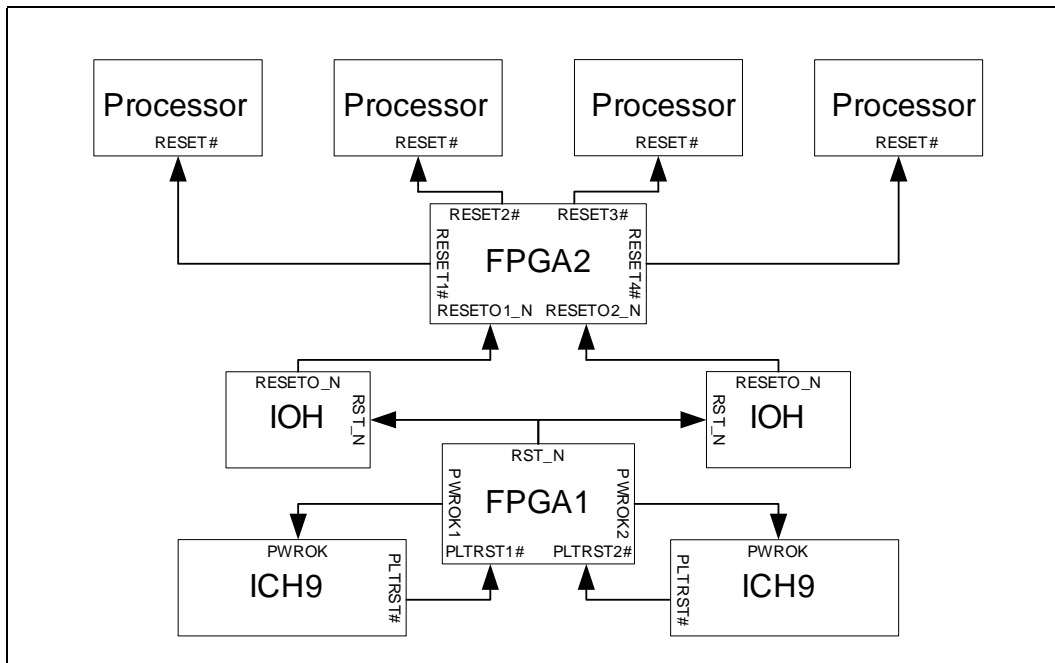 Processor
RESET#
Processor
RESET#
Processor
RESET#
Processor
RESET#
RESET2#
RESET3#
RESET1#
FPGA2
RESET4#
RESETO1_N
RESETO2_N
RESETO_N
IOH
RST_N
RESETO_N
RST_N
IOH
RST_N
PWROK1
FPGA1
PWROK2
PLTRST1#
PLTRST2#
PWROK
ICH9
PLTRST#
PWROK
PLTRST#
ICH9